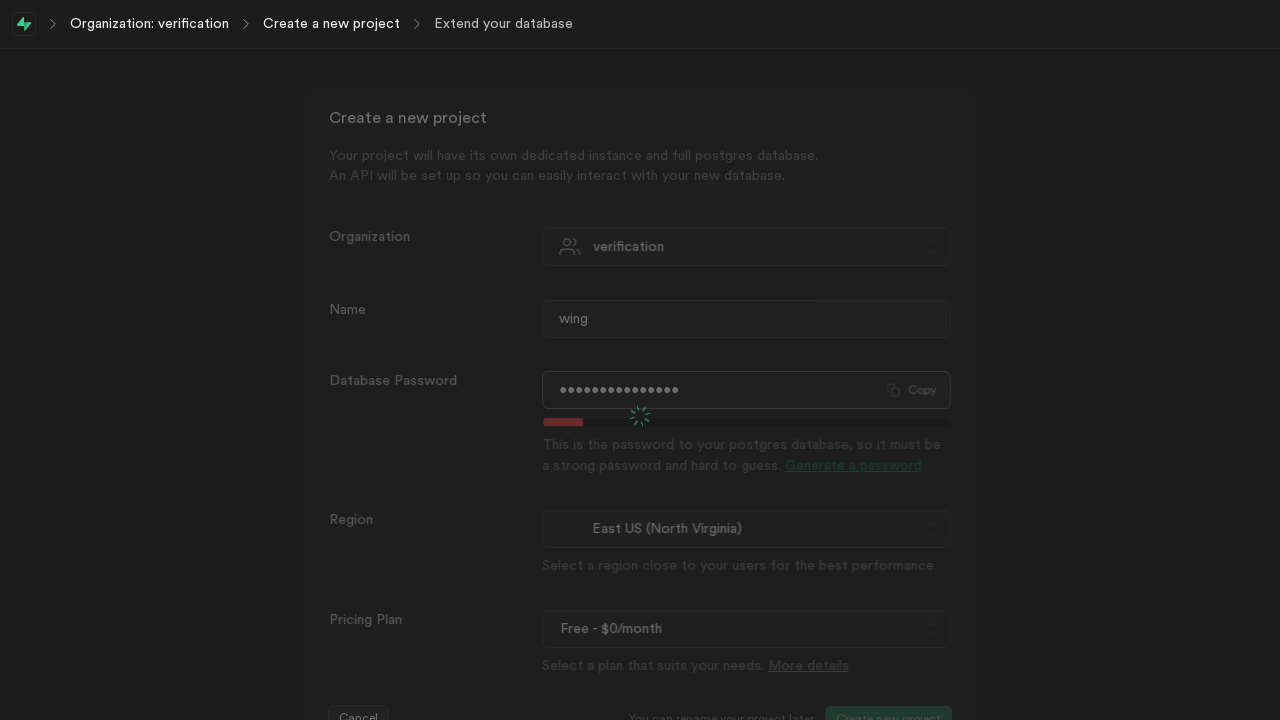 Organization: verification
Create a new project
Extend your database
Create a new project
Your project will have its own dedicated instance and full postgres database.
An API will be set up so you can easily interact with your new database.
Organization
verification
Name
wing
Database Password
•••••••••••••••
Copy
This is the password to your postgres database, so it must be
a strong password and hard to guess. Generate a password
Region
East US (North Virginia)
Select a region close to your users for the best performance.
Pricing Plan
Free - $0/month
Select a plan that suits your needs. More details
Cancel
You can rename your project later
Create new project